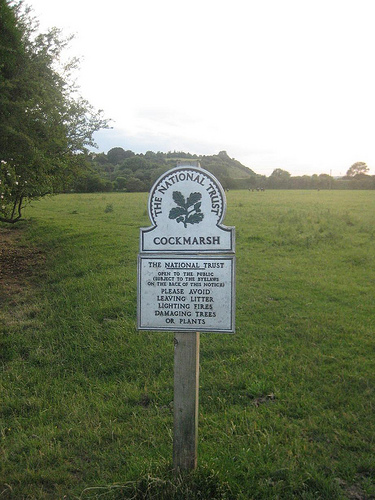 THE NATIONAL TRUST
COCKMARSH
THE NATIONAL TRUST
OPEN TO THE PUBLIC
(SUBJECT TO THE BYELAWS
ON THE BACK OF THIS NOTICE)
PLEASE AVOID
LEAVING LITTER
LIGHTING FIRES
DAMAGING TREES
OR PLANTS